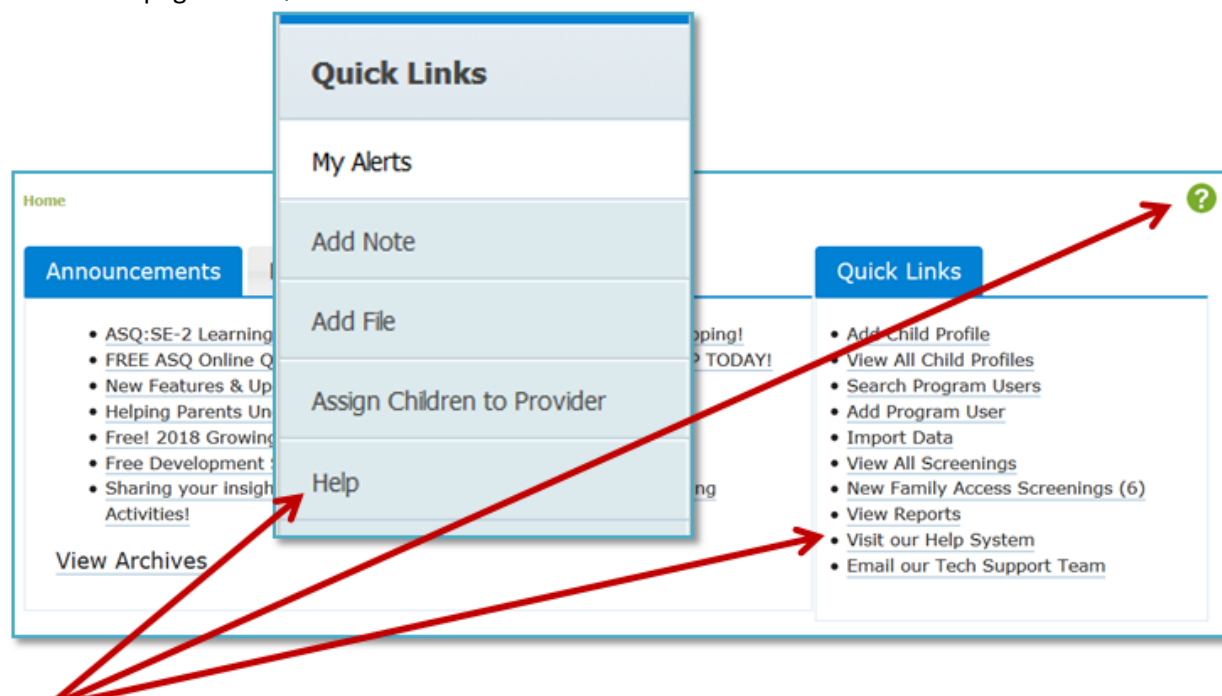 Quick Links
My Alerts
Add Note
Add File
Assign Children to Provider
Help
Home
?
Announcements
• ASQ:SE-2 Learning
• FREE ASQ Online Q
TODAY!
• New Features & Up
• Helping Parents Un
• Free! 2018 Growing
• Free Development
• Sharing your insigh
ng
Activities!
View Archives
Quick Links
• Add Child Profile
• View All Child Profiles
• Search Program Users
• Add Program User
• Import Data
• View All Screenings
• New Family Access Screenings (6)
• View Reports
• Visit our Help System
• Email our Tech Support Team